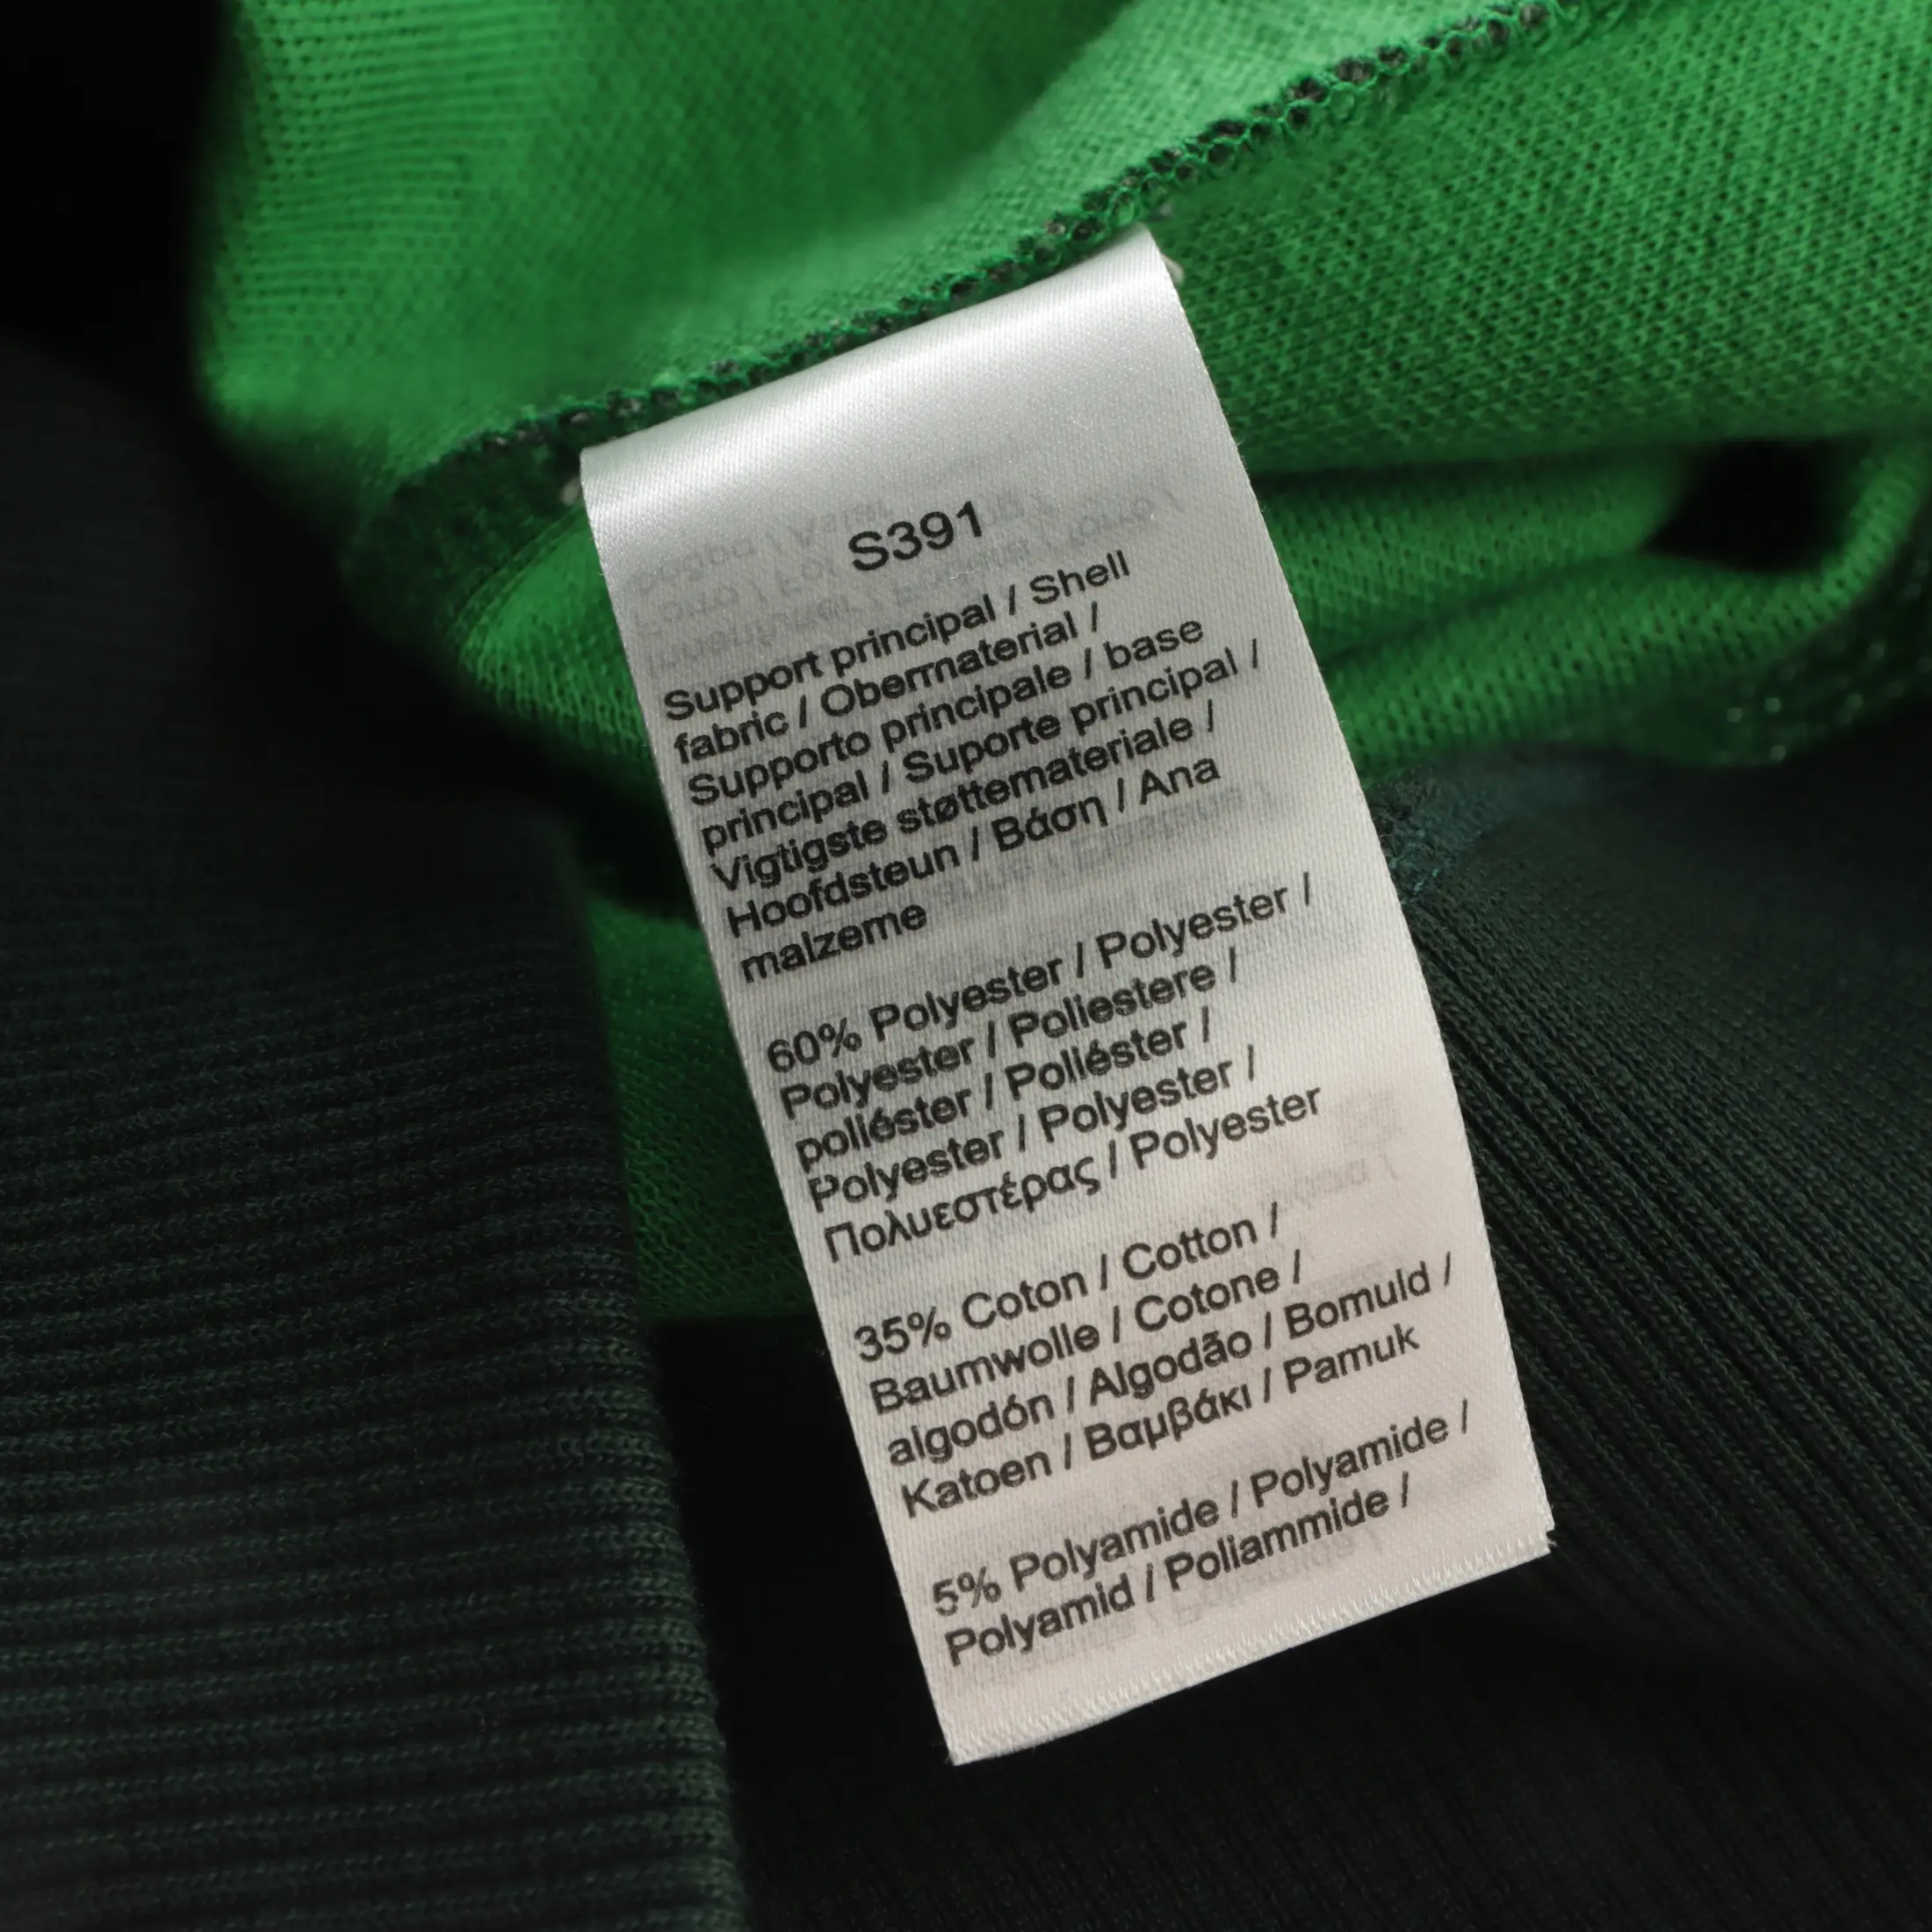 S391
Support principal / Shell
fabric / Obermaterial /
Supporto principale / base
principal / Suporte principal /
Vigtigste støttemateriale /
Hoofdsteun / Βάση / Ana
malzeme
60% Polyester / Polyester /
Polyester / Poliestere /
poliéster / Poliéster /
Polyester / Polyester /
Πολυεστέρας / Polyester
35% Coton / Cotton /
Baumwolle / Cotone /
algodón / Algodão / Bomuld /
Katoen / Βαμβάκι / Pamuk
5% Polyamide / Polyamide /
Polyamid / Poliammide /